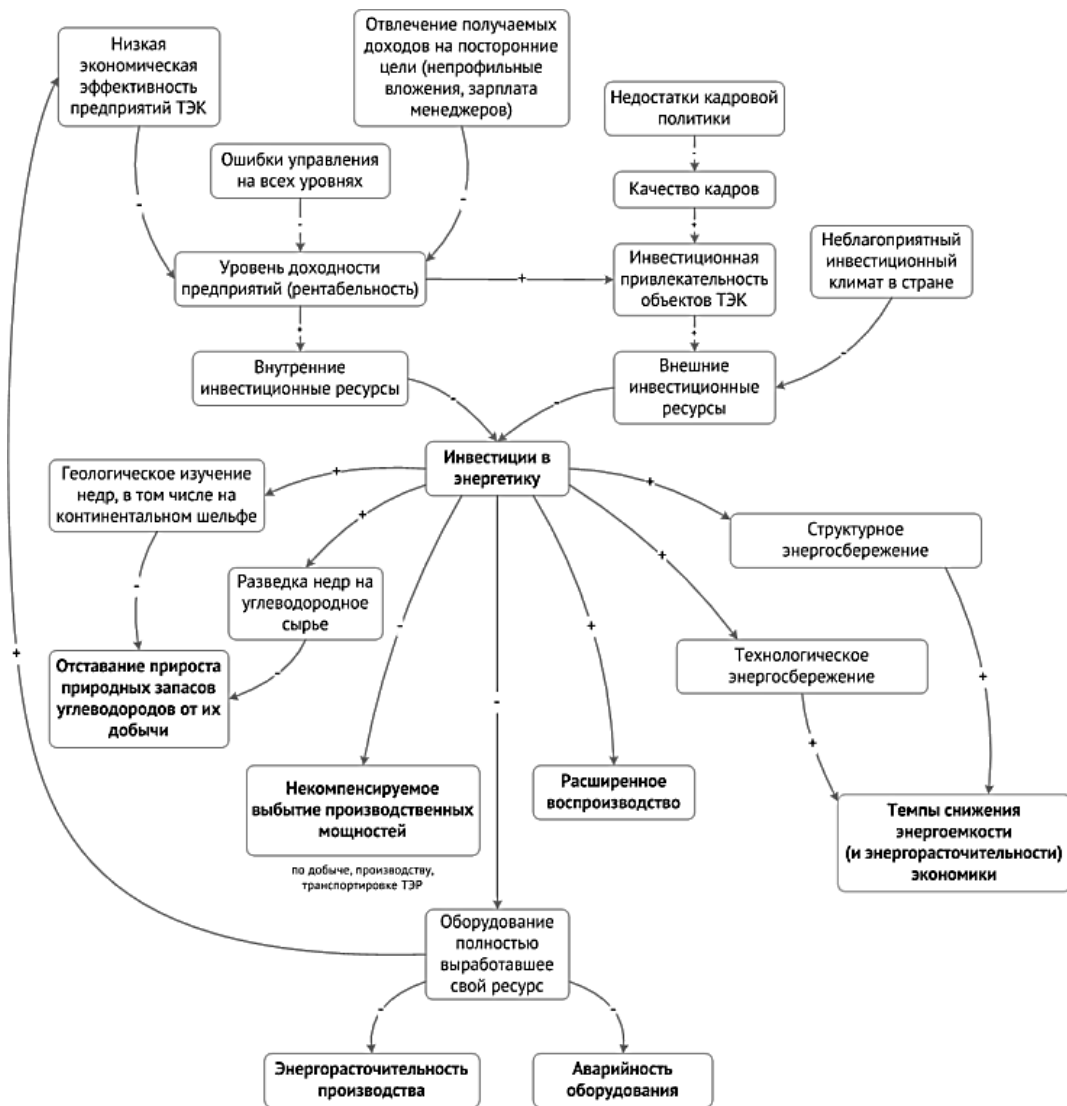 Низкая
экономическая
эффективность
предприятий ТЭК
Отвлечение получаемых
доходов на посторонние
цели (непрофильные
вложения, зарплата
менеджеров)
Недостатки кадровой
политики
-
Ошибки управления
на всех уровнях
Качество кадров
-
-
-
+
Неблагоприятный
инвестиционный
климат в стране
Уровень доходности
предприятий (рентабельность)
+
Инвестиционная
привлекательность
объектов ТЭК
+
+
-
Внутренние
инвестиционные ресурсы
Внешние
инвестиционные
ресурсы
-
-
Инвестиции в
энергетику
Геологическое изучение
недр, в том числе на
континентальном шельфе
+
+
+
Структурное
энергосбережение
+
-
Разведка недр на
углеводородное
сырье
-
+
Технологическое
энергосбережение
+
Отставание прироста
природных запасов
углеводородов от их
добычи
-
+
-
+
Некомпенсируемое
выбытие производственных
мощностей
по добыче, производству,
транспортировке ТЭР
Расширенное
воспроизводство
Темпы снижения
энергоемкости
(и энергорасточительности)
экономики
Оборудование
полностью
выработавшее
свой ресурс
-
-
Энергорасточительность
производства
Аварийность
оборудования